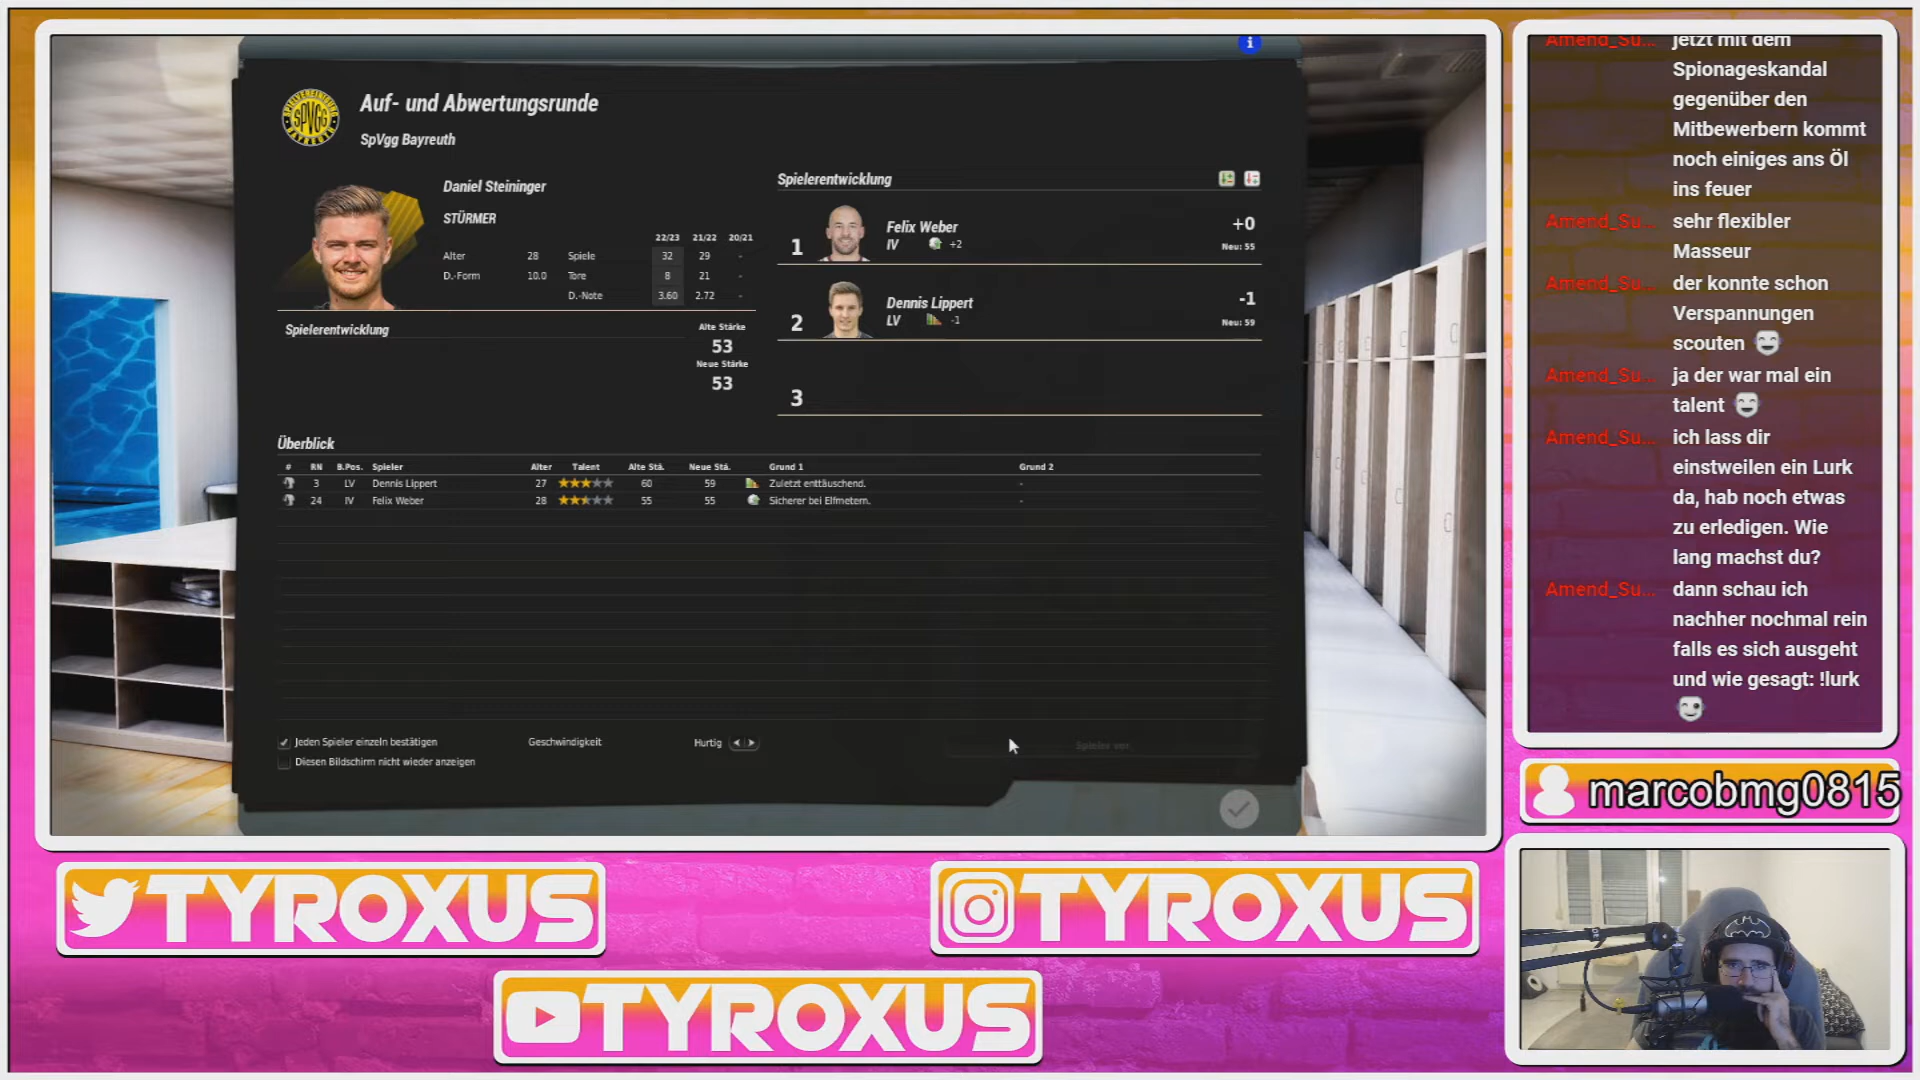 Auf- und Abwertungsrunde
SpVgg Bayreuth
Daniel Steininger
STÜRMER
22/23 21/22 20/21
Alter 28 Spiele 32 29 -
D.-Form 10.0 Tore 8 21 -
D.-Note 3.60 2.72 -
Spielerentwicklung
Alte Stärke
53
Neue Stärke
53
Spielerentwicklung
1 Felix Weber +0
IV +2 Neu: 55
2 Dennis Lippert -1
LV -1 Neu: 59
3
Überblick
# RN B.Pos. Spieler Alter Talent Alte Stä. Neue Stä. Grund 1 Grund 2
3 LV Dennis Lippert 27 60 59 Zuletzt enttäuschend. -
24 IV Felix Weber 28 55 55 Sicherer bei Elfmetern. -
Jeden Spieler einzeln bestätigen Geschwindigkeit Hurtig
Spieler vor
Diesen Bildschirm nicht wieder anzeigen
Amend_Su... jetzt mit dem
Spionageskandal
gegenüber den
Mitbewerbern kommt
noch einiges ans Öl
ins feuer
Amend_Su... sehr flexibler
Masseur
Amend_Su... der konnte schon
Verspannungen
scouten
Amend_Su... ja der war mal ein
talent
Amend_Su... ich lass dir
einstweilen ein Lurk
da, hab noch etwas
zu erledigen. Wie
lang machst du?
Amend_Su... dann schau ich
nachher nochmal rein
falls es sich ausgeht
und wie gesagt: !lurk
marcobmg0815
TYROXUS
TYROXUS
TYROXUS